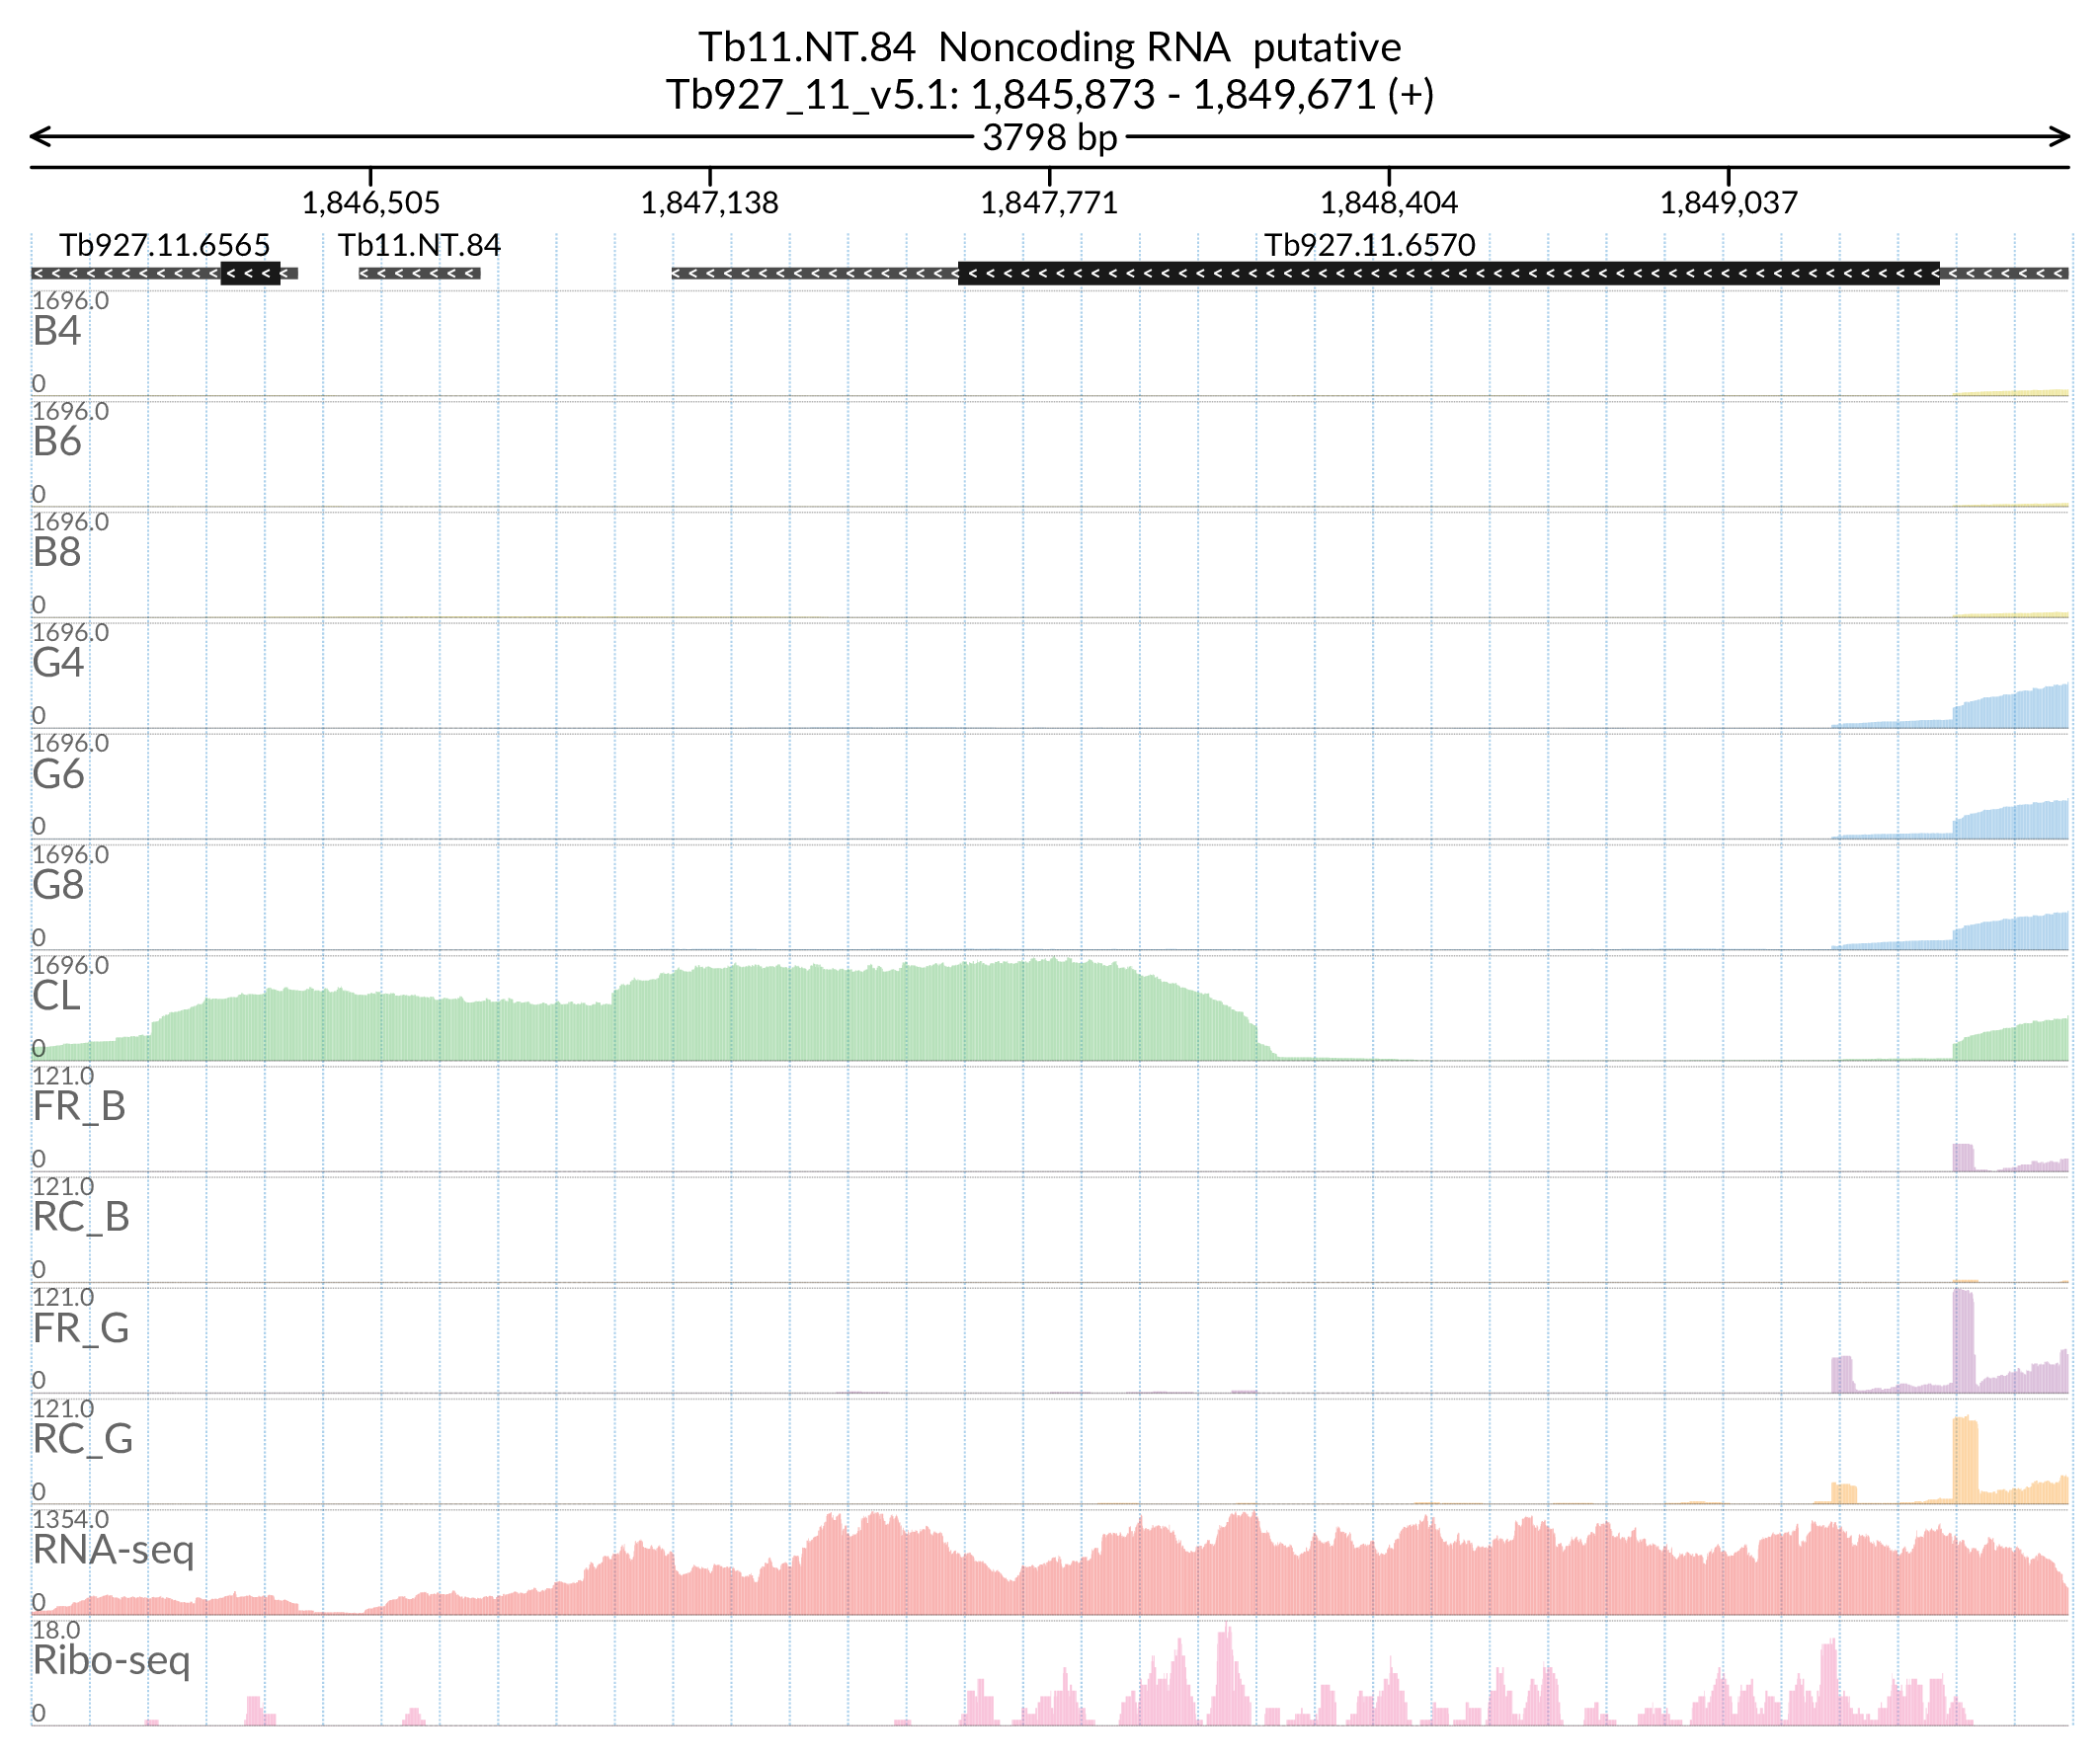 Tb11.NT.84 Noncoding RNA putative
Tb927_11_v5.1: 1,845,873 - 1,849,671 (+)
3798 bp
1,846,505 1,847,138 1,847,771 1,848,404 1,849,037
Tb927.11.6565 Tb11.NT.84 Tb927.11.6570
1696.0
B4
0
1696.0
B6
0
1696.0
B8
0
1696.0
G4
0
1696.0
G6
0
1696.0
G8
0
1696.0
CL
0
121.0
FR_B
0
121.0
RC_B
0
121.0
FR_G
0
121.0
RC_G
0
1354.0
RNA-seq
0
18.0
Ribo-seq
0